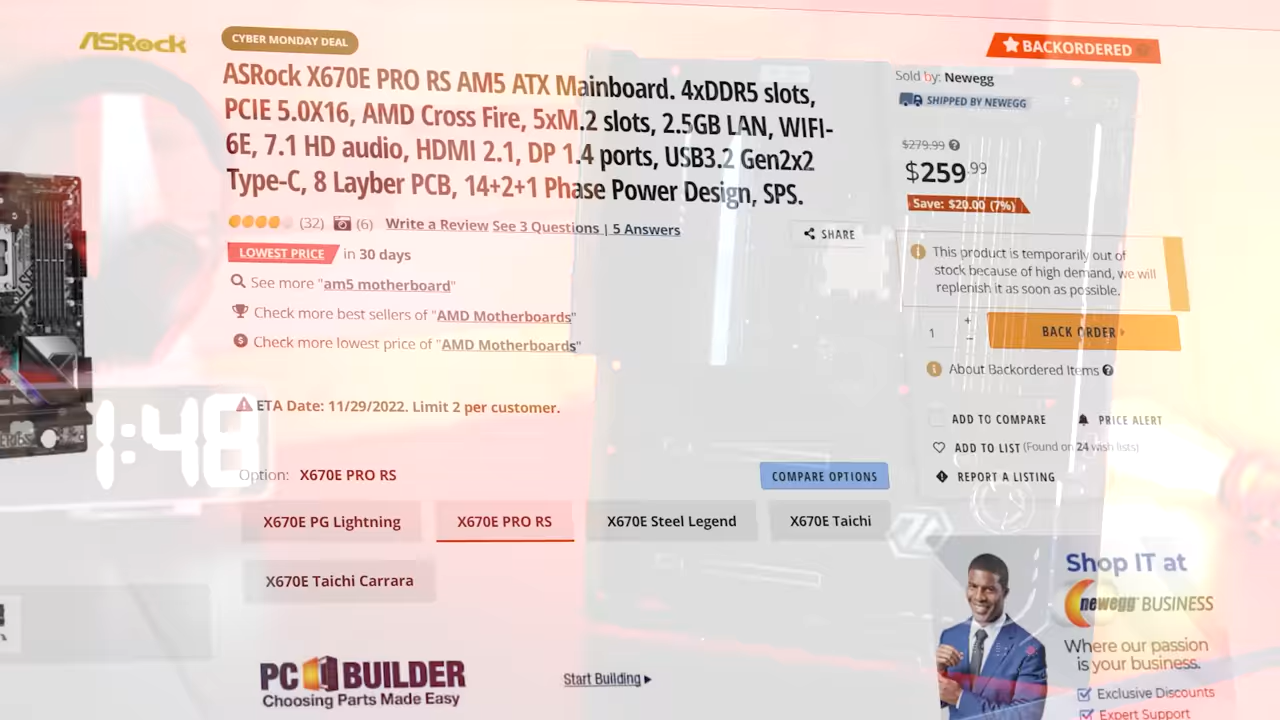 ASRock
CYBER MONDAY DEAL
BACKORDERED
ASRock X670E PRO RS AM5 ATX Mainboard. 4xDDR5 slots,
PCIE 5.0X16, AMD Cross Fire, 5xM.2 slots, 2.5GB LAN, WIFI-
6E, 7.1 HD audio, HDMI 2.1, DP 1.4 ports, USB3.2 Gen2x2
Type-C, 8 Layber PCB, 14+2+1 Phase Power Design, SPS.
(32) (6) Write a Review See 3 Questions | 5 Answers
SHARE
LOWEST PRICE in 30 days
See more "am5 motherboard"
Check more best sellers of "AMD Motherboards"
Check more lowest price of "AMD Motherboards"
ETA Date: 11/29/2022. Limit 2 per customer.
1:48
Option: X670E PRO RS
COMPARE OPTIONS
X670E PG Lightning
X670E PRO RS
X670E Steel Legend
X670E Taichi
X670E Taichi Carrara
PC BUILDER
Choosing Parts Made Easy
Start Building
Sold by: Newegg
SHIPPED BY NEWEGG
$279.99
$259.99
Save: $20.00 (7%)
This product is temporarily out of
stock because of high demand, we will
replenish it as soon as possible.
1
+
−
BACK ORDER
About Backordered Items
ADD TO COMPARE
PRICE ALERT
ADD TO LIST (Found on 24 wish lists)
REPORT A LISTING
Shop IT at
newegg BUSINESS
Where our passion
is your business.
Exclusive Discounts
Expert Support